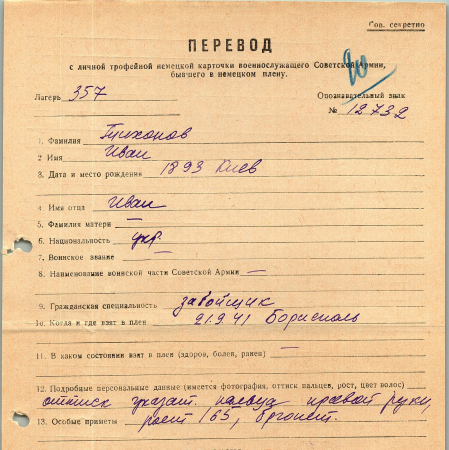 Сов. секретно
ПЕРЕВОД
с личной трофейной немецкой карточки военнослужащего Советской Армии,
бывшего в немецком плену.
20
Лагерь 357
Опознавательный знак
№ 12732
1. Фамилия Тихонов
2 Имя Иван
3. Дата и место рождения 1893 Киев
4. Имя отца Иван
5. Фамилия матери —
6. Национальность укр.
7. Воинское звание —
8. Наименование воинской части Советской Армии —
9. Гражданская специальность забойщик
10. Когда и где взят в плен 21.9.41 Борисполь
11. В каком состоянии взят в плен (здоров, болен, ранен) —
12. Подробные персональные данные (имеется фотография, оттиск пальцев, рост, цвет волос)
оттиск указат. пальца правой руки,
13. Особые приметы рост 165, брюнет.